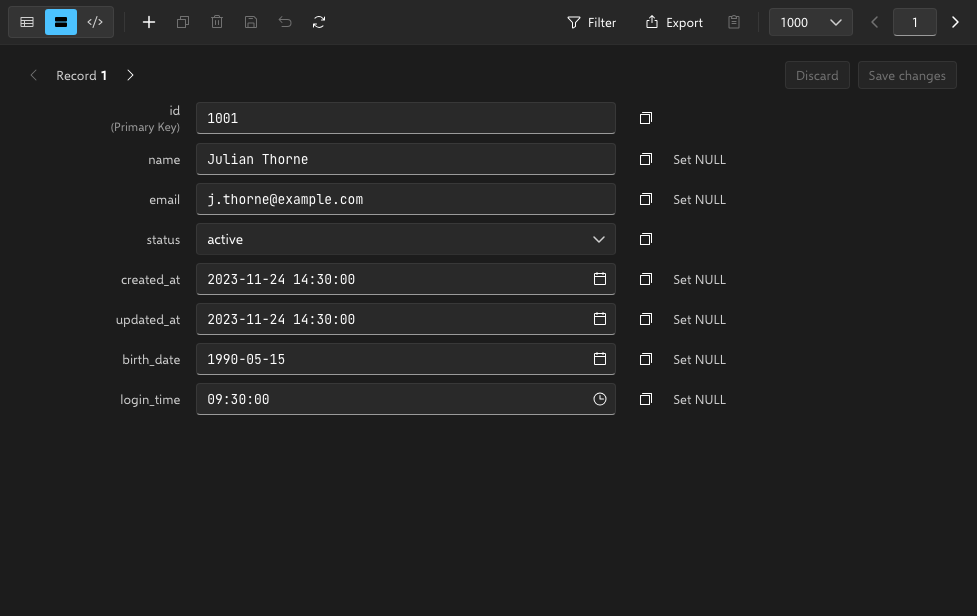 </>
Filter
Export
1000
1
Record 1
Discard
Save changes
id
(Primary Key)
1001
name
Julian Thorne
Set NULL
email
j.thorne@example.com
Set NULL
status
active
created_at
2023-11-24 14:30:00
Set NULL
updated_at
2023-11-24 14:30:00
Set NULL
birth_date
1990-05-15
Set NULL
login_time
09:30:00
Set NULL